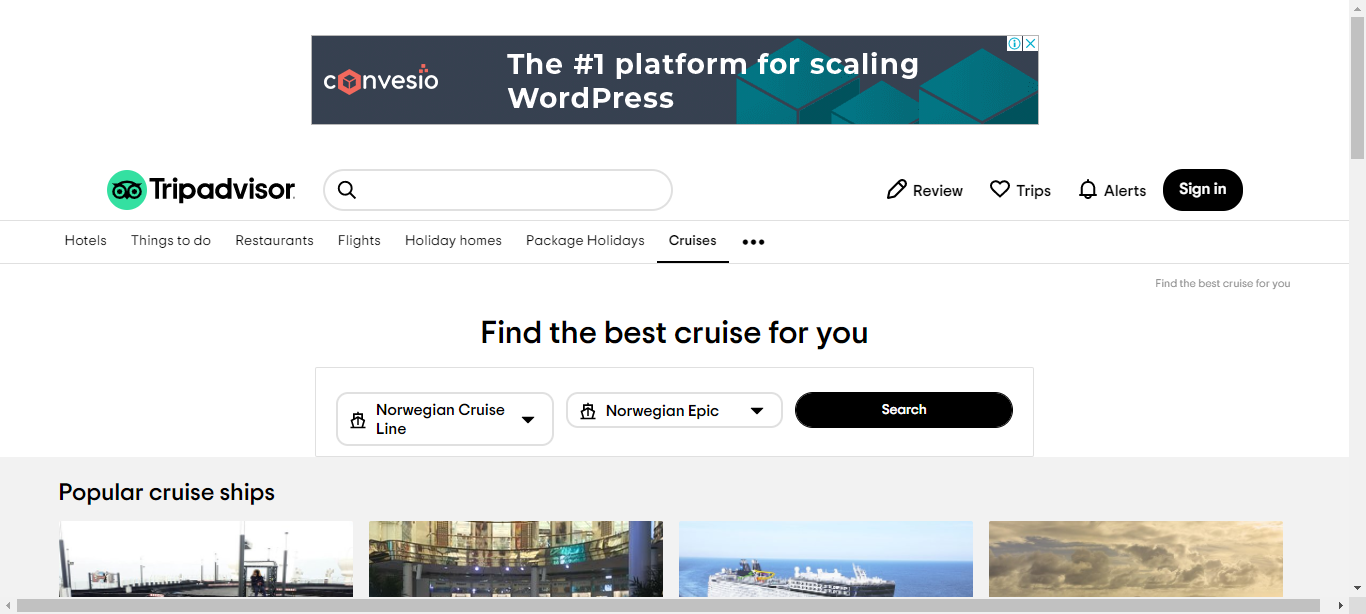 convesio
The #1 platform for scaling
WordPress
Tripadvisor
Review
Trips
Alerts
Sign in
Hotels
Things to do
Restaurants
Flights
Holiday homes
Package Holidays
Cruises
Find the best cruise for you
Find the best cruise for you
Norwegian Cruise
Line
Norwegian Epic
Search
Popular cruise ships